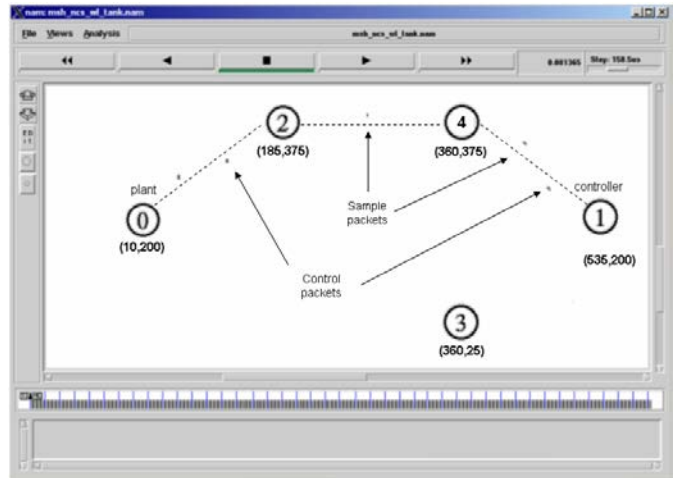 nam: msh_ncs_wl_tank.nam
File Views Analysis msh_ncs_wl_tank.nam
0.001365 Step: 158.5us
2
4
(185,375)
(360,375)
plant
controller
Sample
packets
0
1
(10,200)
(535,200)
Control
packets
3
(360,25)